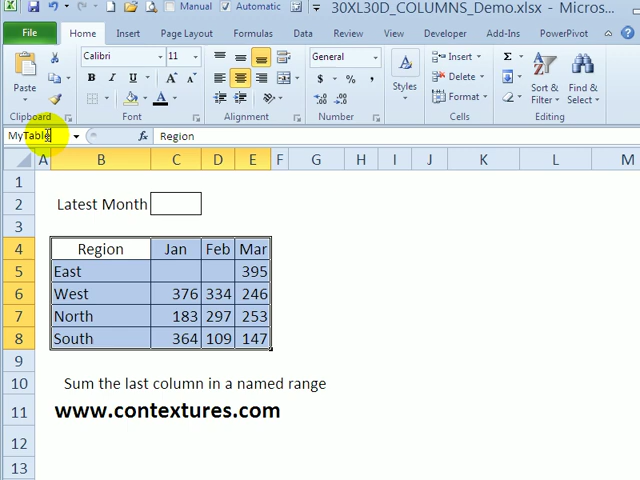 Manual
Automatic
30XL30D_COLUMNS_Demo.xlsx - Micros...
File Home Insert Page Layout Formulas Data Review View Developer Add-Ins PowerPivot
Paste
Calibri 11
B I U
A A
General
$ % ,
Styles
Insert
Delete
Format
Σ
Sort & Filter
Find & Select
Clipboard Font Alignment Number Cells Editing
MyTable
fx Region
A B C D E F G H I J K L M
1
2 Latest Month
3
4 Region Jan Feb Mar
5 East 395
6 West 376 334 246
7 North 183 297 253
8 South 364 109 147
9
10 Sum the last column in a named range
11 www.contextures.com
12
13